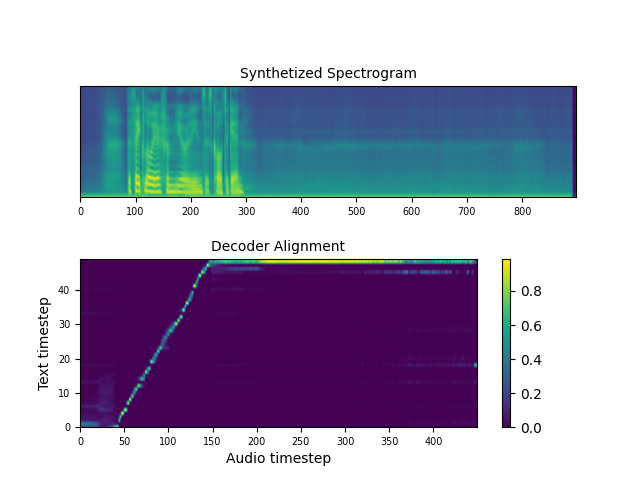 Synthetized Spectrogram
0 100 200 300 400 500 600 700 800
Decoder Alignment
Text timestep
40
30
20
10
0
0 50 100 150 200 250 300 350 400
Audio timestep
0.8
0.6
0.4
0.2
0.0